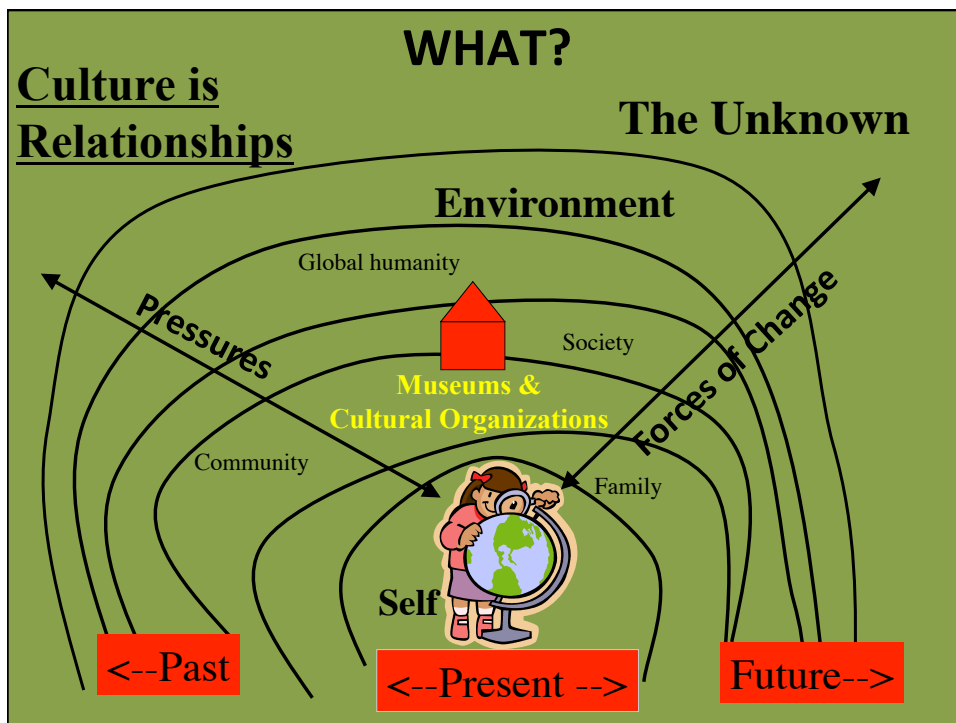 WHAT?
Culture is
Relationships
The Unknown
Environment
Global humanity
Pressures
Forces of Change
Society
Museums &
Cultural Organizations
Community
Family
Self
<--Past
<--Present -->
Future-->